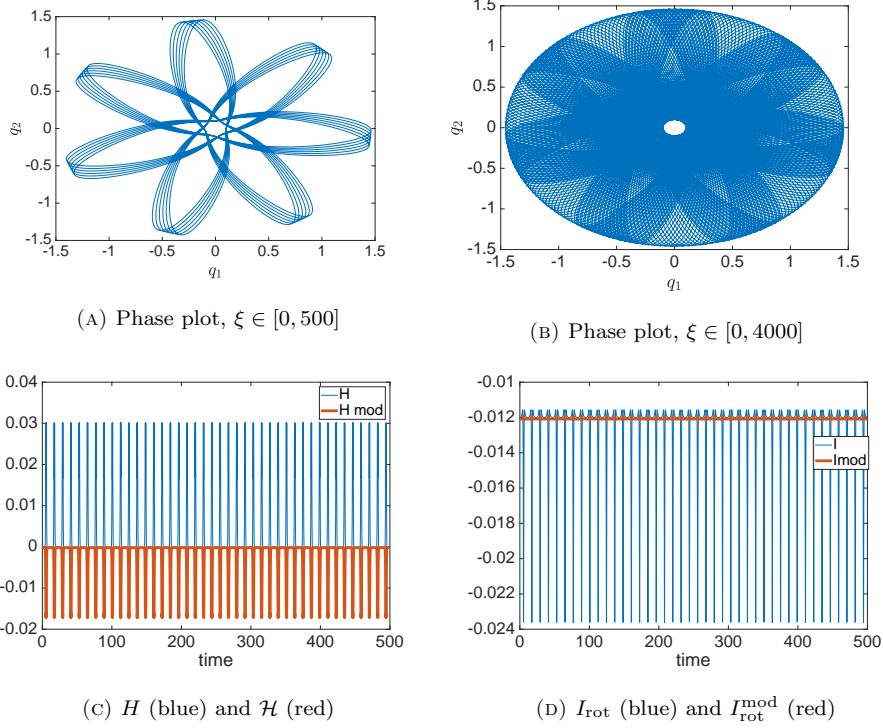 1.5
1
0.5
0
-0.5
-1
-1.5
q2
-1.5 -1 -0.5 0 0.5 1 1.5
q1
(A) Phase plot, ξ ∈ [0, 500]
1.5
1
0.5
0
-0.5
-1
-1.5
q2
-1.5 -1 -0.5 0 0.5 1 1.5
q1
(B) Phase plot, ξ ∈ [0, 4000]
0.04
0.03
0.02
0.01
0
-0.01
-0.02
H
H mod
0 100 200 300 400 500
time
(C) H (blue) and ℋ (red)
-0.01
-0.012
-0.014
-0.016
-0.018
-0.02
-0.022
-0.024
I
Imod
0 100 200 300 400 500
time
(D) I_rot (blue) and I_rot^mod (red)